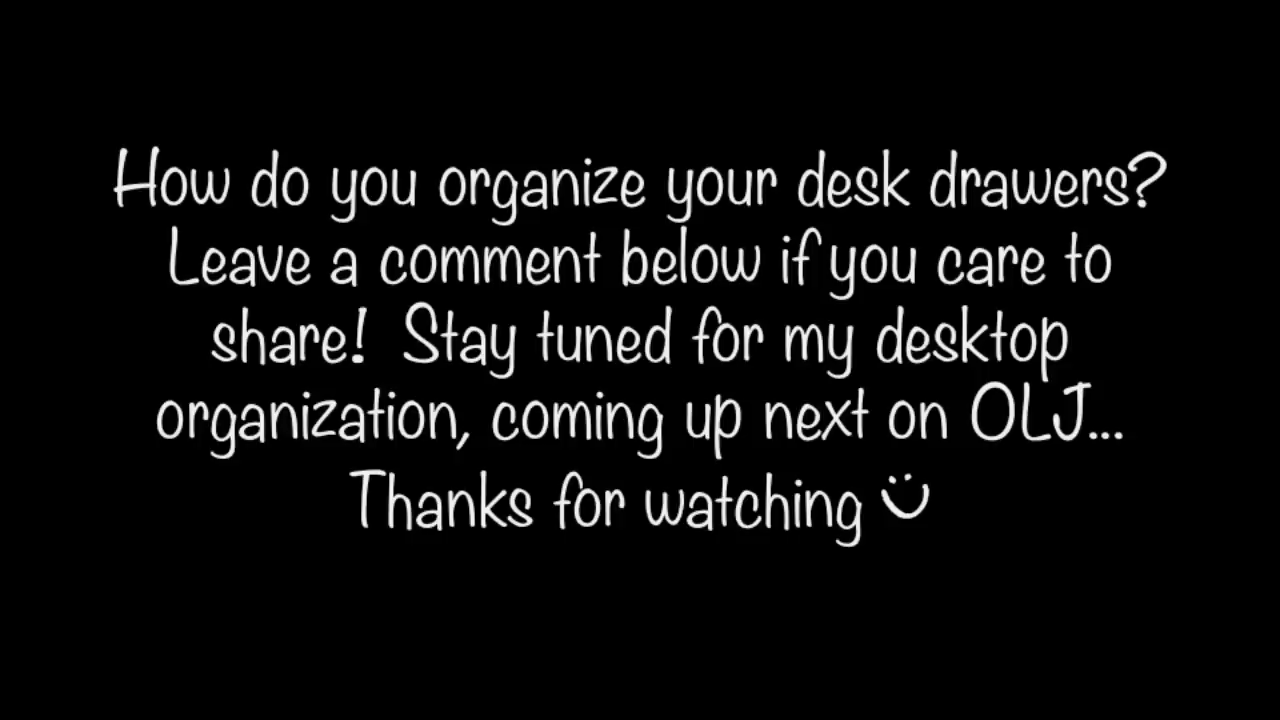 How do you organize your desk drawers?
Leave a comment below if you care to
share!  Stay tuned for my desktop
organization, coming up next on OLJ...
Thanks for watching ü